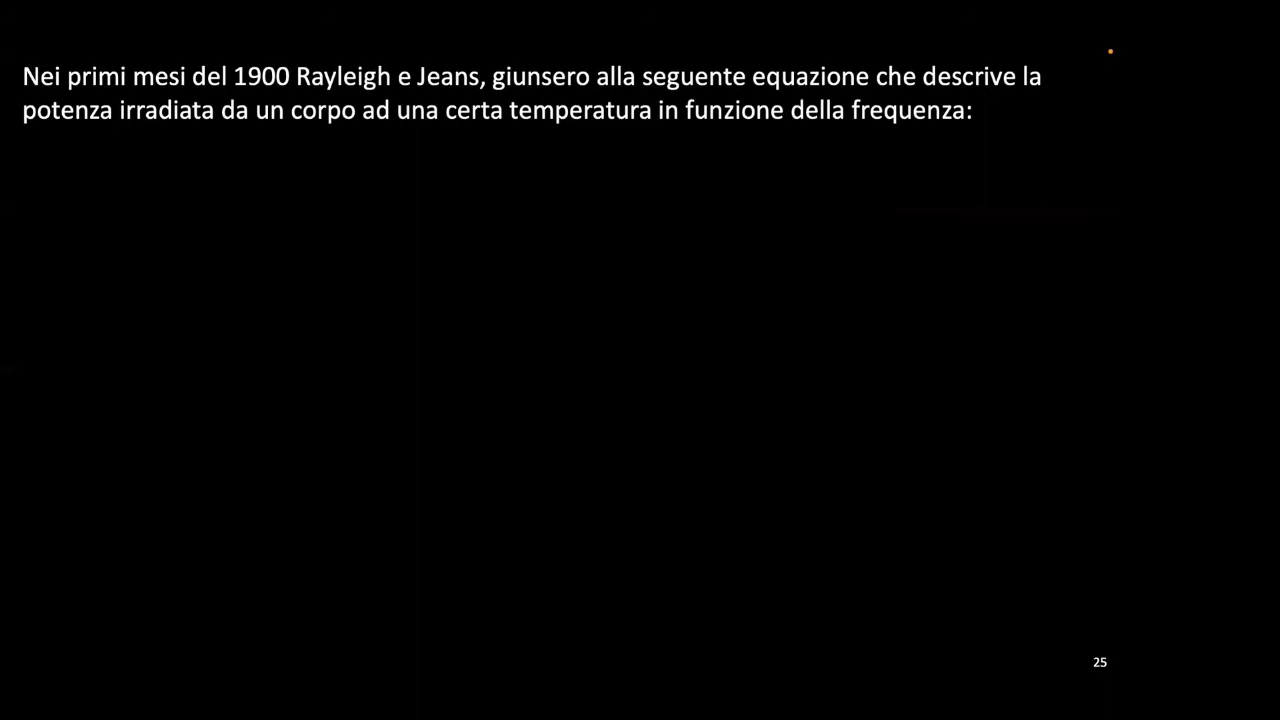 Nei primi mesi del 1900 Rayleigh e Jeans, giunsero alla seguente equazione che descrive la
potenza irradiata da un corpo ad una certa temperatura in funzione della frequenza:
25